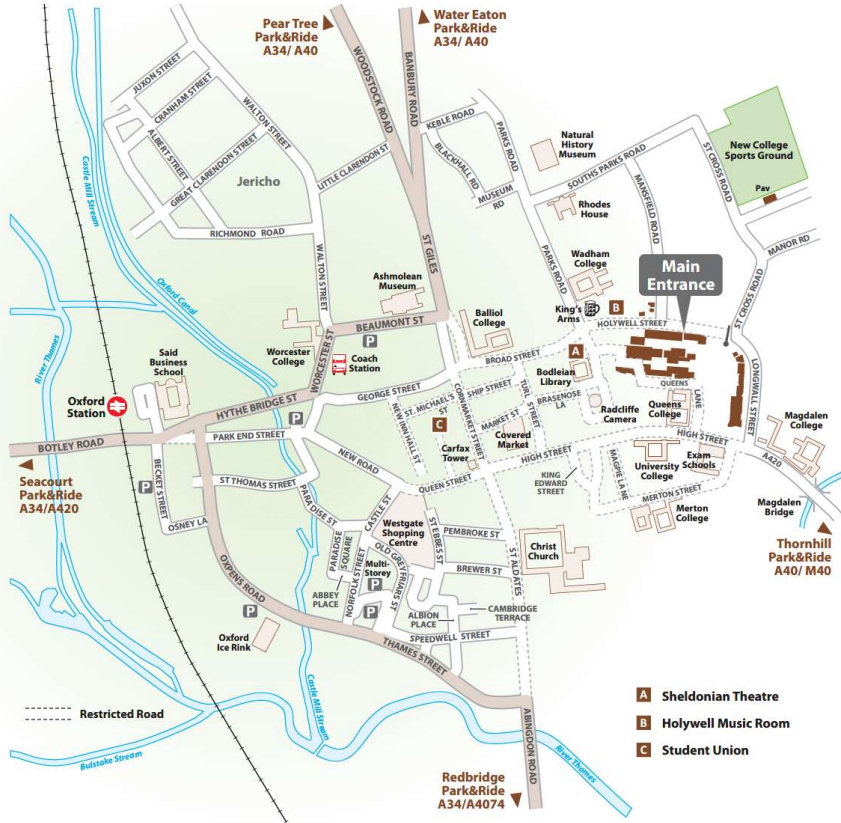 Pear Tree
Park&Ride
A34/ A40
Water Eaton
Park&Ride
A34/ A40
WOODSTOCK ROAD
BANBURY ROAD
JUXON STREET
CRANHAM STREET
WALTON STREET
ALBERT STREET
GREAT CLARENDON STREET
Jericho
LITTLE CLARENDON ST
RICHMOND ROAD
WALTON STREET
Castle Mill Stream
Oxford Canal
River Thames
KEBLE ROAD
BLACKHALL RD
PARKS ROAD
MUSEUM
RD
Natural
History
Museum
SOUTHS PARKS ROAD
Rhodes
House
MANSFIELD ROAD
ST CROSS ROAD
New College
Sports Ground
Pav
MANOR RD
PARKS ROAD
Wadham
College
Main
Entrance
ST CROSS ROAD
ST GILES
Ashmolean
Museum
BEAUMONT ST
P
Balliol
College
King's
Arms
B
HOLYWELL STREET
Worcester
College
WORCESTER ST
Coach
Station
BROAD STREET
A
Bodleian
Library
QUEENS
LANE
LONGWALL STREET
Said
Business
School
Oxford
Station
HYTHE BRIDGE ST
GEORGE STREET
P
ST. MICHAEL'S
ST
SHIP STREET
CORNMARKET STREET
TURL STREET
MARKET ST
BRASENOSE
LA
Radcliffe
Camera
Queens
College
NEW INN HALL ST
C
Covered
Market
Carfax
Tower
HIGH STREET
HIGH STREET
Magdalen
College
BOTLEY ROAD
Seacourt
Park&Ride
A34/A420
PARK END STREET
BECKET STREET
P
NEW ROAD
QUEEN STREET
KING
EDWARD
STREET
MAGPIE LANE
University
College
Exam
Schools
A420
MERTON STREET
Merton
College
Magdalen
Bridge
Thornhill
Park&Ride
A40/ M40
ST THOMAS STREET
OSNEY LA
PARADISE ST
CASTLE ST
Westgate
Shopping
Centre
ST EBBES ST
PEMBROKE ST
BREWER ST
ST ALDATES
Christ
Church
PARADISE
SQUARE
NORFOLK STREET
Multi-
Storey
P
OLD GREYFRIARS ST
ABBEY
PLACE
P
ALBION
PLACE
CAMBRIDGE
TERRACE
SPEEDWELL STREET
OXPENS ROAD
P
Oxford
Ice Rink
THAMES STREET
Castle Mill Stream
ABINGDON ROAD
River Thames
Restricted Road
Bulstake Stream
Redbridge
Park&Ride
A34/A4074
A Sheldonian Theatre
B Holywell Music Room
C Student Union